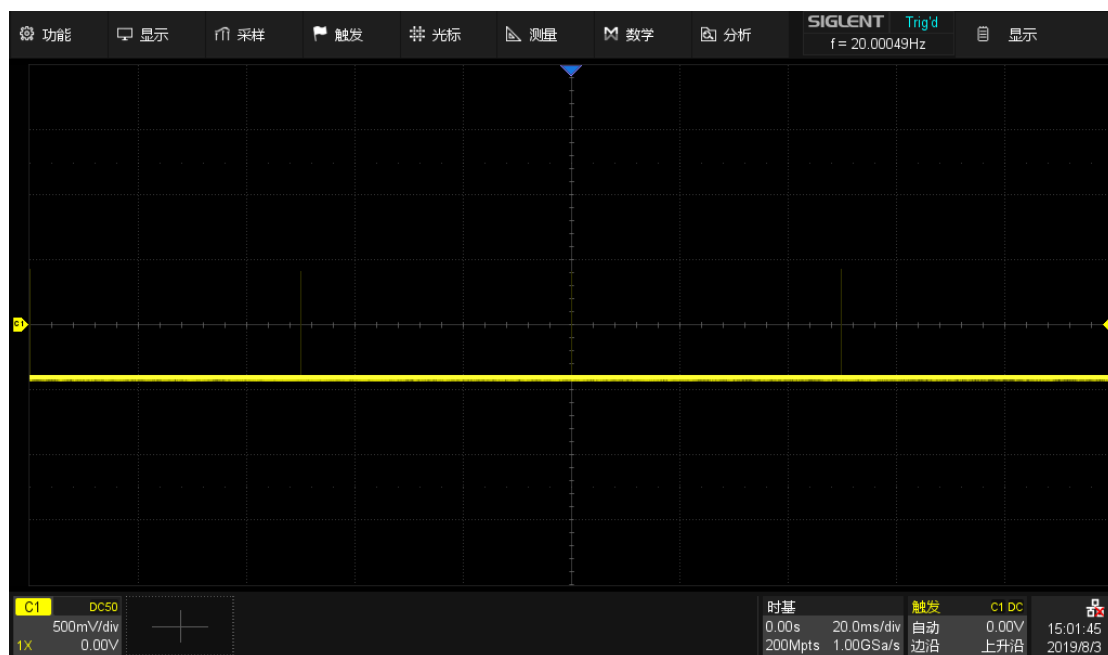 功能 显示 采样 触发 光标 测量 数学 分析 SIGLENT Trig'd 显示
f = 20.00049Hz
C1
C1 DC50
500mV/div
1X 0.00V
时基
0.00s 20.0ms/div
200Mpts 1.00GSa/s
触发 C1 DC
自动 0.00V
边沿 上升沿
15:01:45
2019/8/3